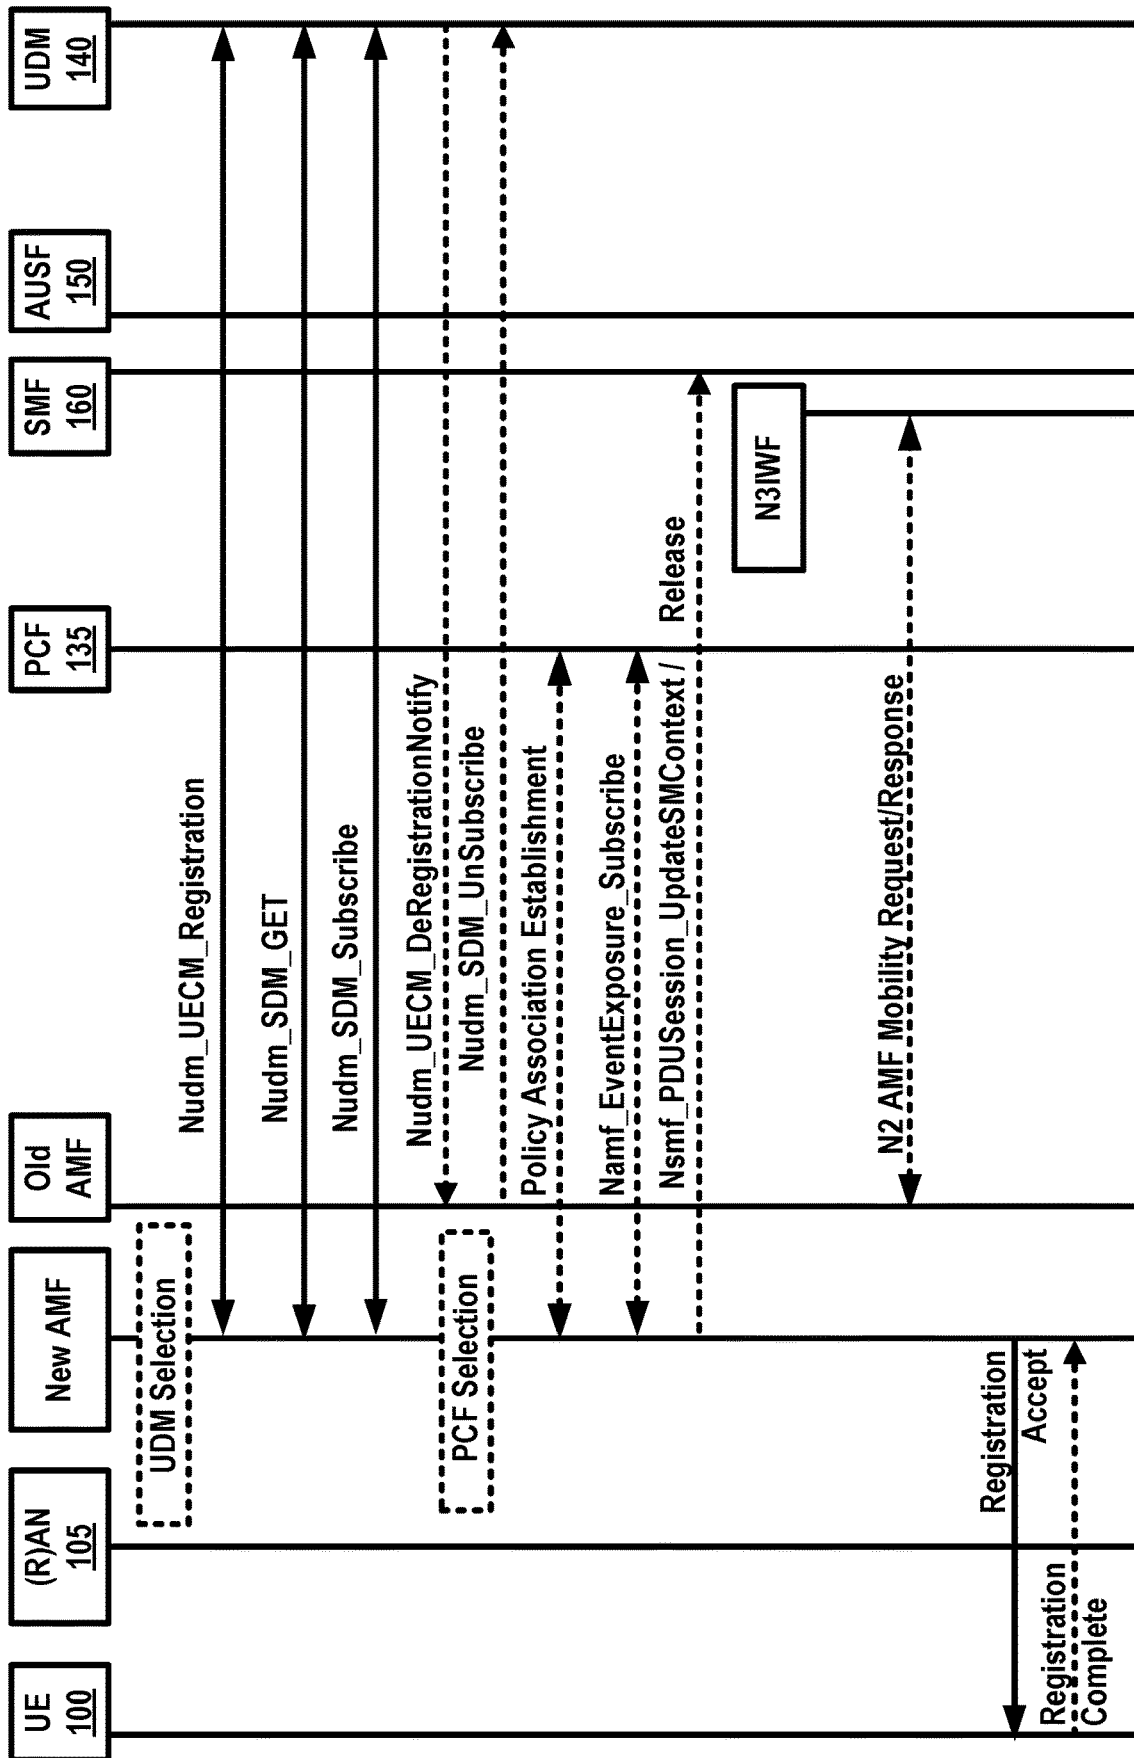 UE
100
(R)AN
105
New AMF
Old
AMF
PCF
135
SMF
160
AUSF
150
UDM
140
UDM Selection
Nudm_UECM_Registration
Nudm_SDM_GET
Nudm_SDM_Subscribe
Nudm_UECM_DeRegistrationNotify
Nudm_SDM_UnSubscribe
PCF Selection
Policy Association Establishment
Namf_EventExposure_Subscribe
Nsmf_PDUSession_UpdateSMContext / Release
N3IWF
N2 AMF Mobility Request/Response
Registration
Accept
Registration
Complete